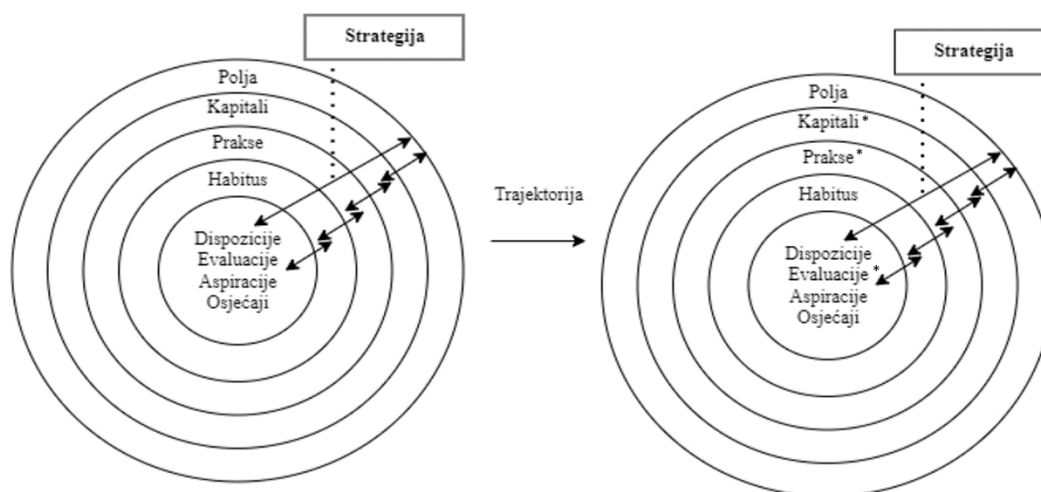 Strategija
Polja
Kapitali
Prakse
Habitus
Dispozicije
Evaluacije
Aspiracije
Osjećaji
Trajektorija
Strategija
Polja
Kapitali*
Prakse*
Habitus
Dispozicije
Evaluacije*
Aspiracije
Osjećaji